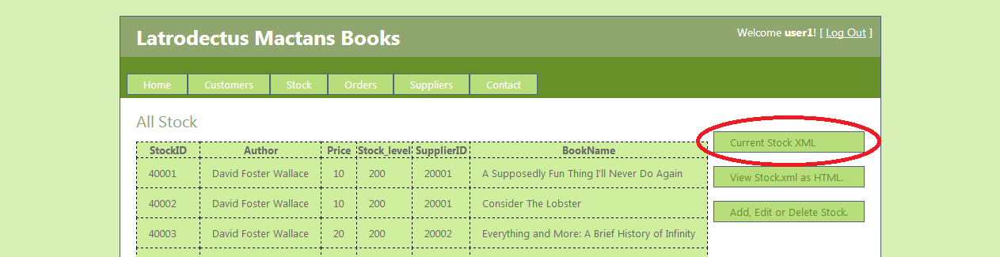 Latrodectus Mactans Books
Welcome user1! [ Log Out ]
Home Customers Stock Orders Suppliers Contact
All Stock
StockID Author Price Stock_level SupplierID BookName
40001 David Foster Wallace 10 200 20001 A Supposedly Fun Thing I'll Never Do Again
40002 David Foster Wallace 10 200 20001 Consider The Lobster
40003 David Foster Wallace 20 200 20002 Everything and More: A Brief History of Infinity
Current Stock XML
View Stock.xml as HTML.
Add, Edit or Delete Stock.